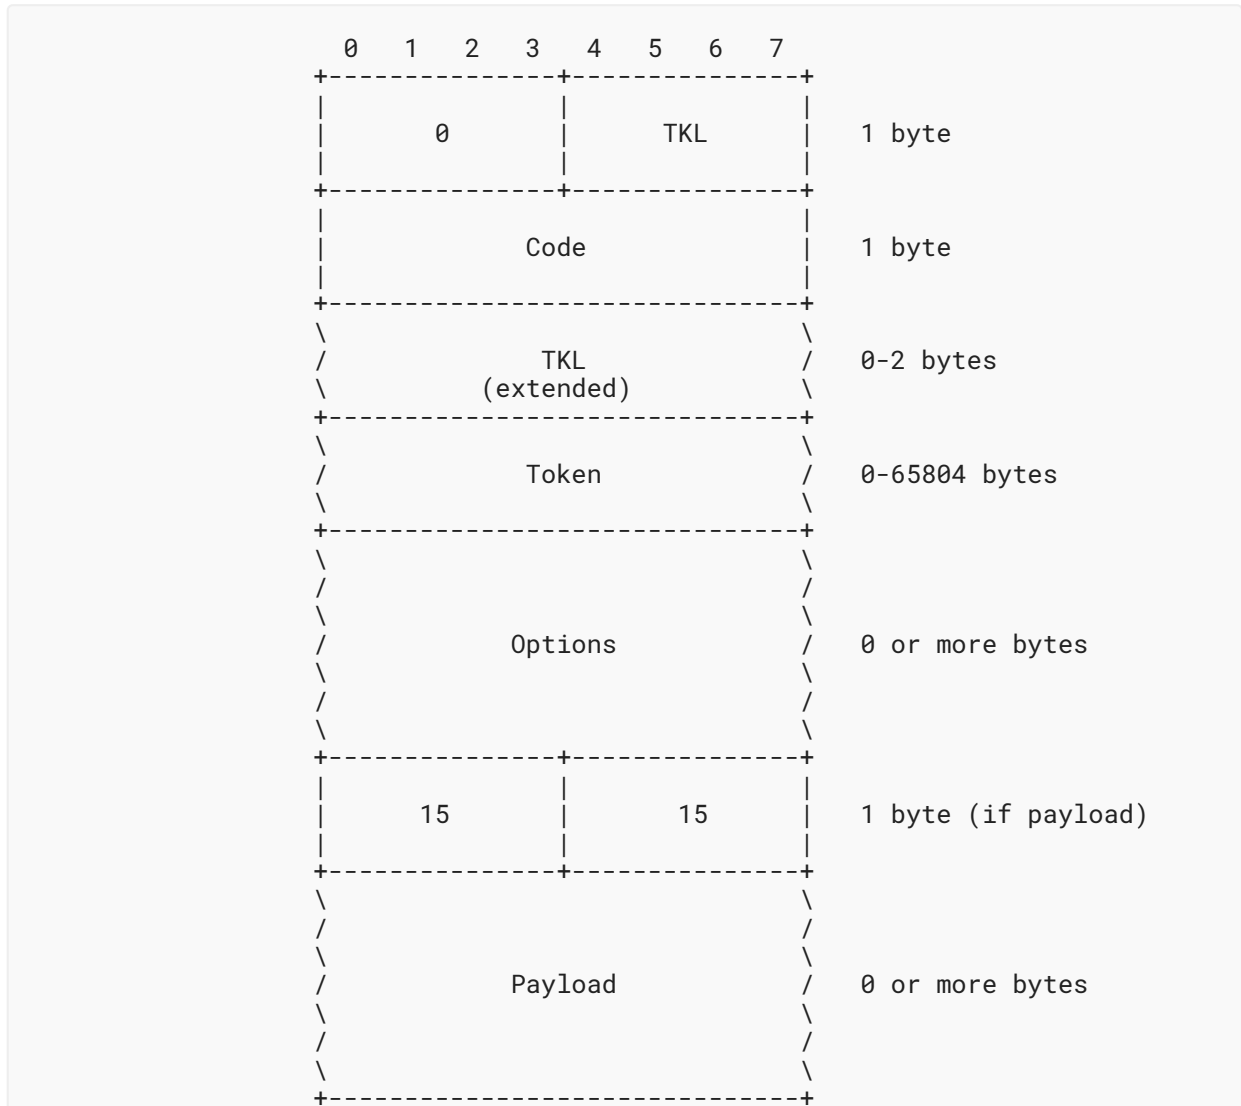 0   1   2   3   4   5   6   7
+---------------+---------------+
|               |               |
|       0       |      TKL      |   1 byte
|               |               |
+---------------+---------------+
|                               |
|             Code              |   1 byte
|                               |
+-------------------------------+
\                               \
/              TKL              /   0-2 bytes
\          (extended)           \
+-------------------------------+
\                               \
/             Token             /   0-65804 bytes
\                               \
+-------------------------------+
\                               \
/                               /
\                               \
/            Options            /   0 or more bytes
\                               \
/                               /
\                               \
+---------------+---------------+
|               |               |
|      15       |       15      |   1 byte (if payload)
|               |               |
+---------------+---------------+
\                               \
/                               /
\                               \
/            Payload            /   0 or more bytes
\                               \
/                               /
\                               \
+-------------------------------+